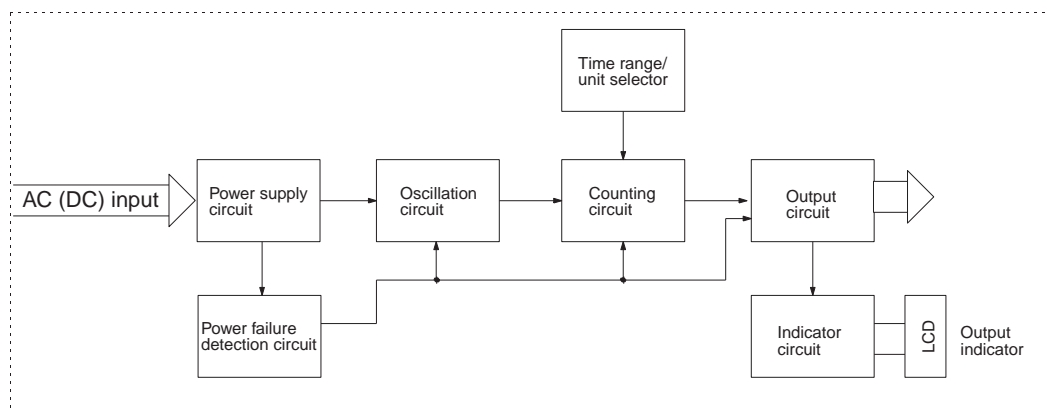 Time range/
unit selector
AC (DC) input
Power supply
circuit
Oscillation
circuit
Counting
circuit
Output
circuit
Power failure
detection circuit
Indicator
circuit
LCD
Output
indicator